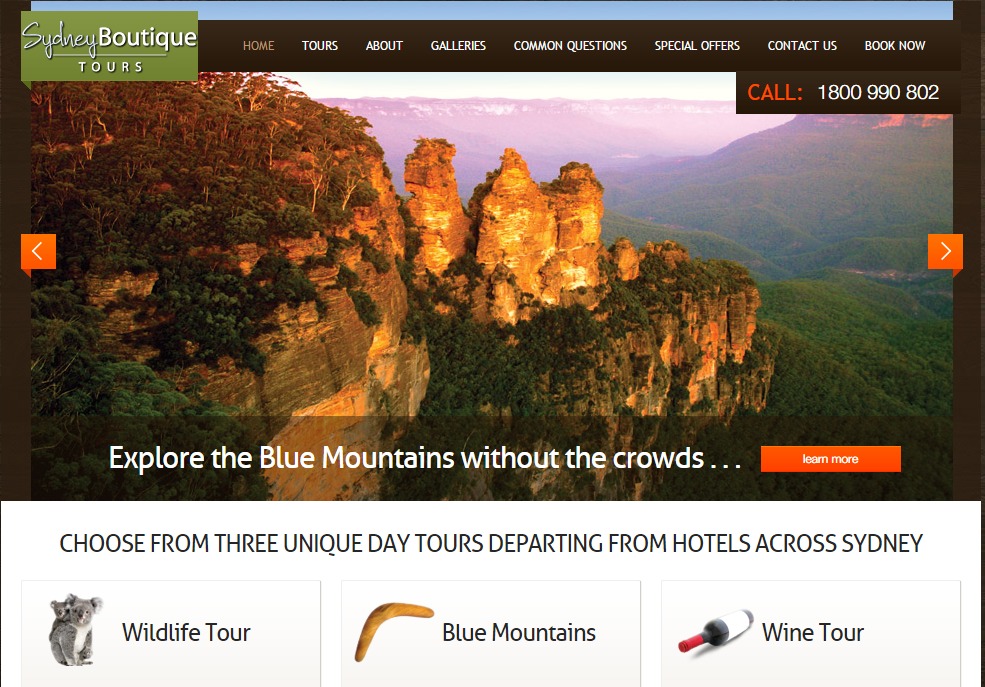 Sydney Boutique
TOURS
HOME TOURS ABOUT GALLERIES COMMON QUESTIONS SPECIAL OFFERS CONTACT US BOOK NOW
CALL: 1800 990 802
Explore the Blue Mountains without the crowds . . .
learn more
CHOOSE FROM THREE UNIQUE DAY TOURS DEPARTING FROM HOTELS ACROSS SYDNEY
Wildlife Tour
Blue Mountains
Wine Tour